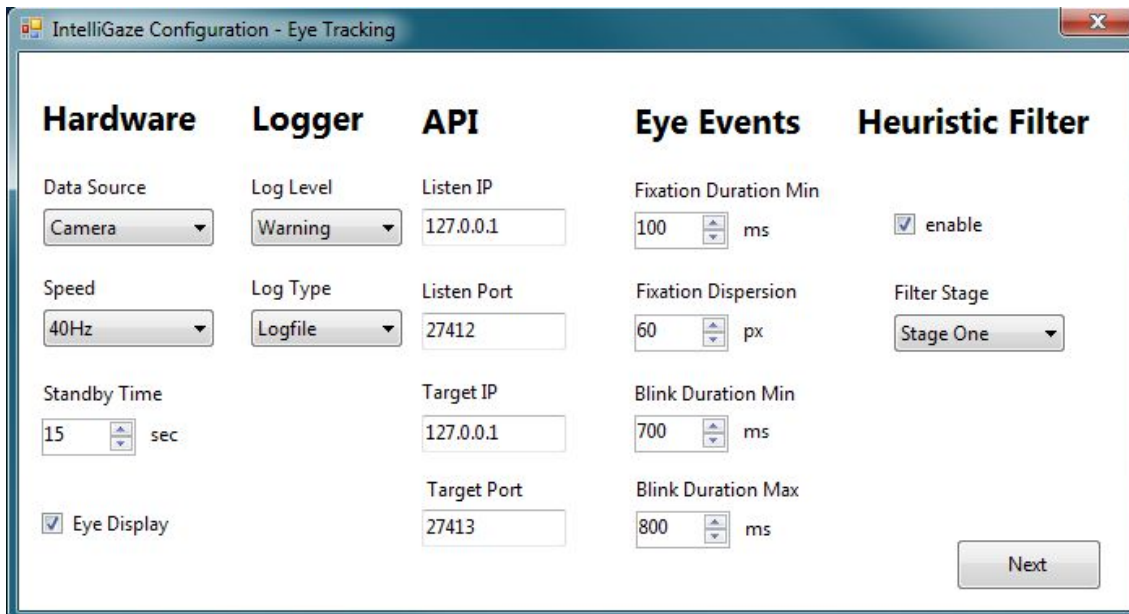 IntelliGaze Configuration - Eye Tracking
x
Hardware Logger API Eye Events Heuristic Filter
Data Source Log Level Listen IP Fixation Duration Min
Camera Warning 127.0.0.1 100 ms enable
Speed Log Type Listen Port Fixation Dispersion Filter Stage
40Hz Logfile 27412 60 px Stage One
Standby Time Target IP Blink Duration Min
15 sec 127.0.0.1 700 ms
Target Port Blink Duration Max
Eye Display 27413 800 ms
Next